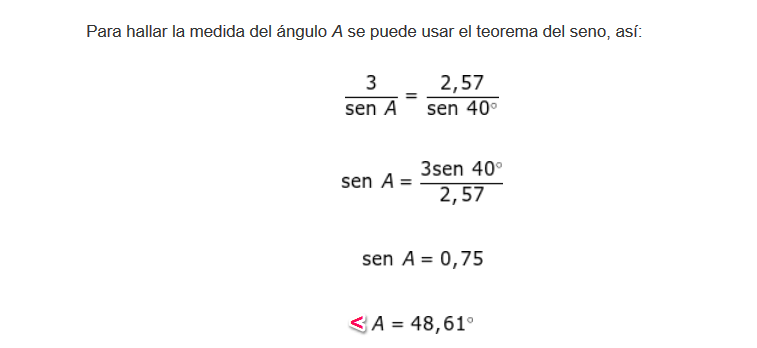 Para hallar la medida del ángulo A se puede usar el teorema del seno, así:
3 / sen A = 2,57 / sen 40°
sen A = 3sen 40° / 2,57
sen A = 0,75
∢ A = 48,61°